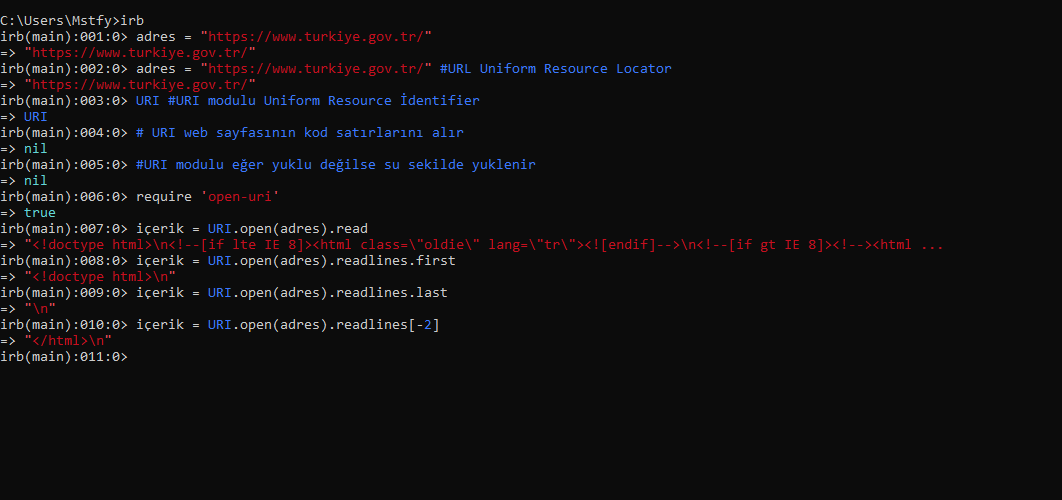 C:\Users\Mstfy>irb
irb(main):001:0> adres = "https://www.turkiye.gov.tr/"
=> "https://www.turkiye.gov.tr/"
irb(main):002:0> adres = "https://www.turkiye.gov.tr/" #URL Uniform Resource Locator
=> "https://www.turkiye.gov.tr/"
irb(main):003:0> URI #URI modulu Uniform Resource İdentifier
=> URI
irb(main):004:0> # URI web sayfasının kod satırlarını alır
=> nil
irb(main):005:0> #URI modulu eğer yuklu değilse su sekilde yuklenir
=> nil
irb(main):006:0> require 'open-uri'
=> true
irb(main):007:0> içerik = URI.open(adres).read
=> "<!doctype html>\n<!--[if lte IE 8]><html class=\"oldie\" lang=\"tr\"><![endif]-->\n<!--[if gt IE 8]><!--><html ...
irb(main):008:0> içerik = URI.open(adres).readlines.first
=> "<!doctype html>\n"
irb(main):009:0> içerik = URI.open(adres).readlines.last
=> "\n"
irb(main):010:0> içerik = URI.open(adres).readlines[-2]
=> "</html>\n"
irb(main):011:0>